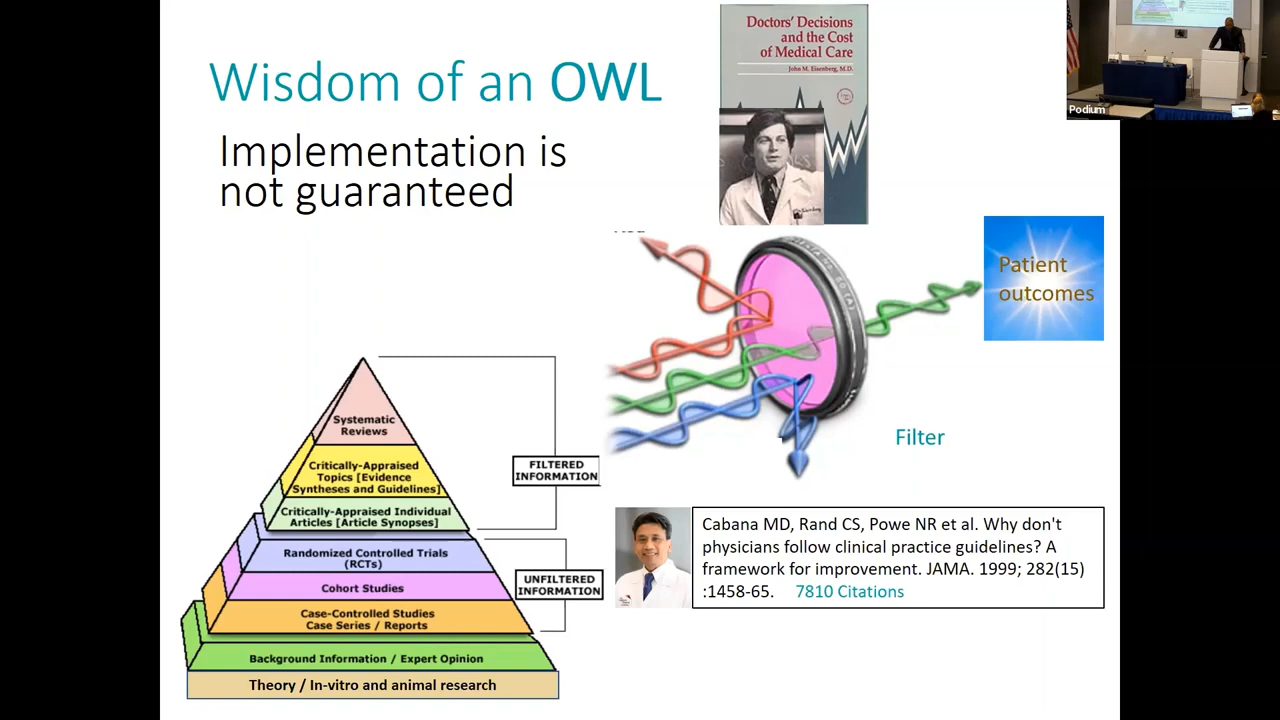 Wisdom of an OWL
Implementation is
not guaranteed
Doctors' Decisions
and the Cost
of Medical Care
John M. Eisenberg, M.D.
Podium
Patient
outcomes
Filter
Systematic
Reviews
Critically-Appraised
Topics [Evidence
Syntheses and Guidelines]
Critically-Appraised Individual
Articles [Article Synopses]
FILTERED
INFORMATION
Randomized Controlled Trials
(RCTs)
Cohort Studies
Case-Controlled Studies
Case Series / Reports
UNFILTERED
INFORMATION
Background Information / Expert Opinion
Theory / In-vitro and animal research
Cabana MD, Rand CS, Powe NR et al. Why don't
physicians follow clinical practice guidelines? A
framework for improvement. JAMA. 1999; 282(15)
:1458-65. 7810 Citations